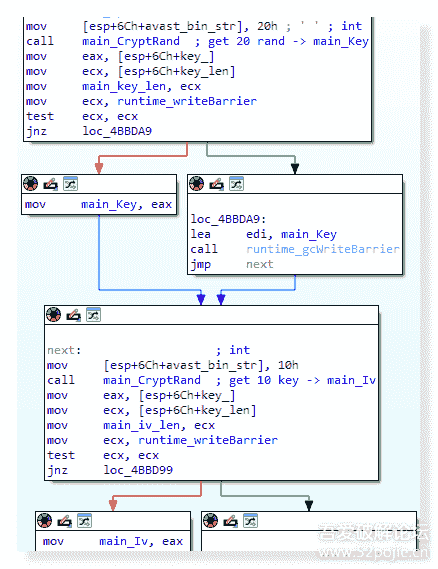 mov [esp+6Ch+avast_bin_str], 20h ; ' ' ; int
call main_CryptRand ; get 20 rand -> main_Key
mov eax, [esp+6Ch+key_]
mov ecx, [esp+6Ch+key_len]
mov main_key_len, ecx
mov ecx, runtime_writeBarrier
test ecx, ecx
jnz loc_4BBDA9
mov main_Key, eax
loc_4BBDA9:
lea edi, main_Key
call runtime_gcWriteBarrier
jmp next
next: ; int
mov [esp+6Ch+avast_bin_str], 10h
call main_CryptRand ; get 10 key -> main_Iv
mov eax, [esp+6Ch+key_]
mov ecx, [esp+6Ch+key_len]
mov main_iv_len, ecx
mov ecx, runtime_writeBarrier
test ecx, ecx
jnz loc_4BBD99
mov main_Iv, eax
吾爱破解论坛
www.52pojie.cn